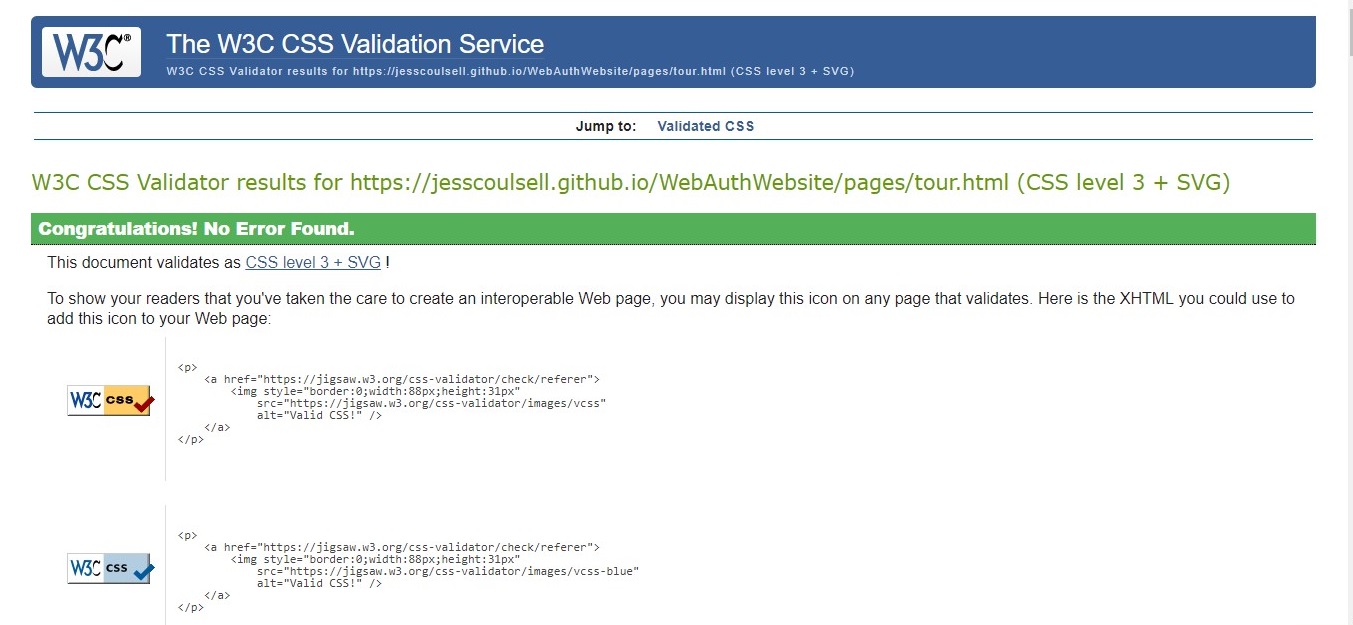 W3C®
The W3C CSS Validation Service
W3C CSS Validator results for https://jesscoulsell.github.io/WebAuthWebsite/pages/tour.html (CSS level 3 + SVG)
Jump to: Validated CSS
W3C CSS Validator results for https://jesscoulsell.github.io/WebAuthWebsite/pages/tour.html (CSS level 3 + SVG)
Congratulations! No Error Found.
This document validates as CSS level 3 + SVG !
To show your readers that you've taken the care to create an interoperable Web page, you may display this icon on any page that validates. Here is the XHTML you could use to
add this icon to your Web page:
W3C css
<p>
<a href="https://jigsaw.w3.org/css-validator/check/referer">
<img style="border:0;width:88px;height:31px"
src="https://jigsaw.w3.org/css-validator/images/vcss"
alt="Valid CSS!" />
</a>
</p>
W3C css
<p>
<a href="https://jigsaw.w3.org/css-validator/check/referer">
<img style="border:0;width:88px;height:31px"
src="https://jigsaw.w3.org/css-validator/images/vcss-blue"
alt="Valid CSS!" />
</a>
</p>